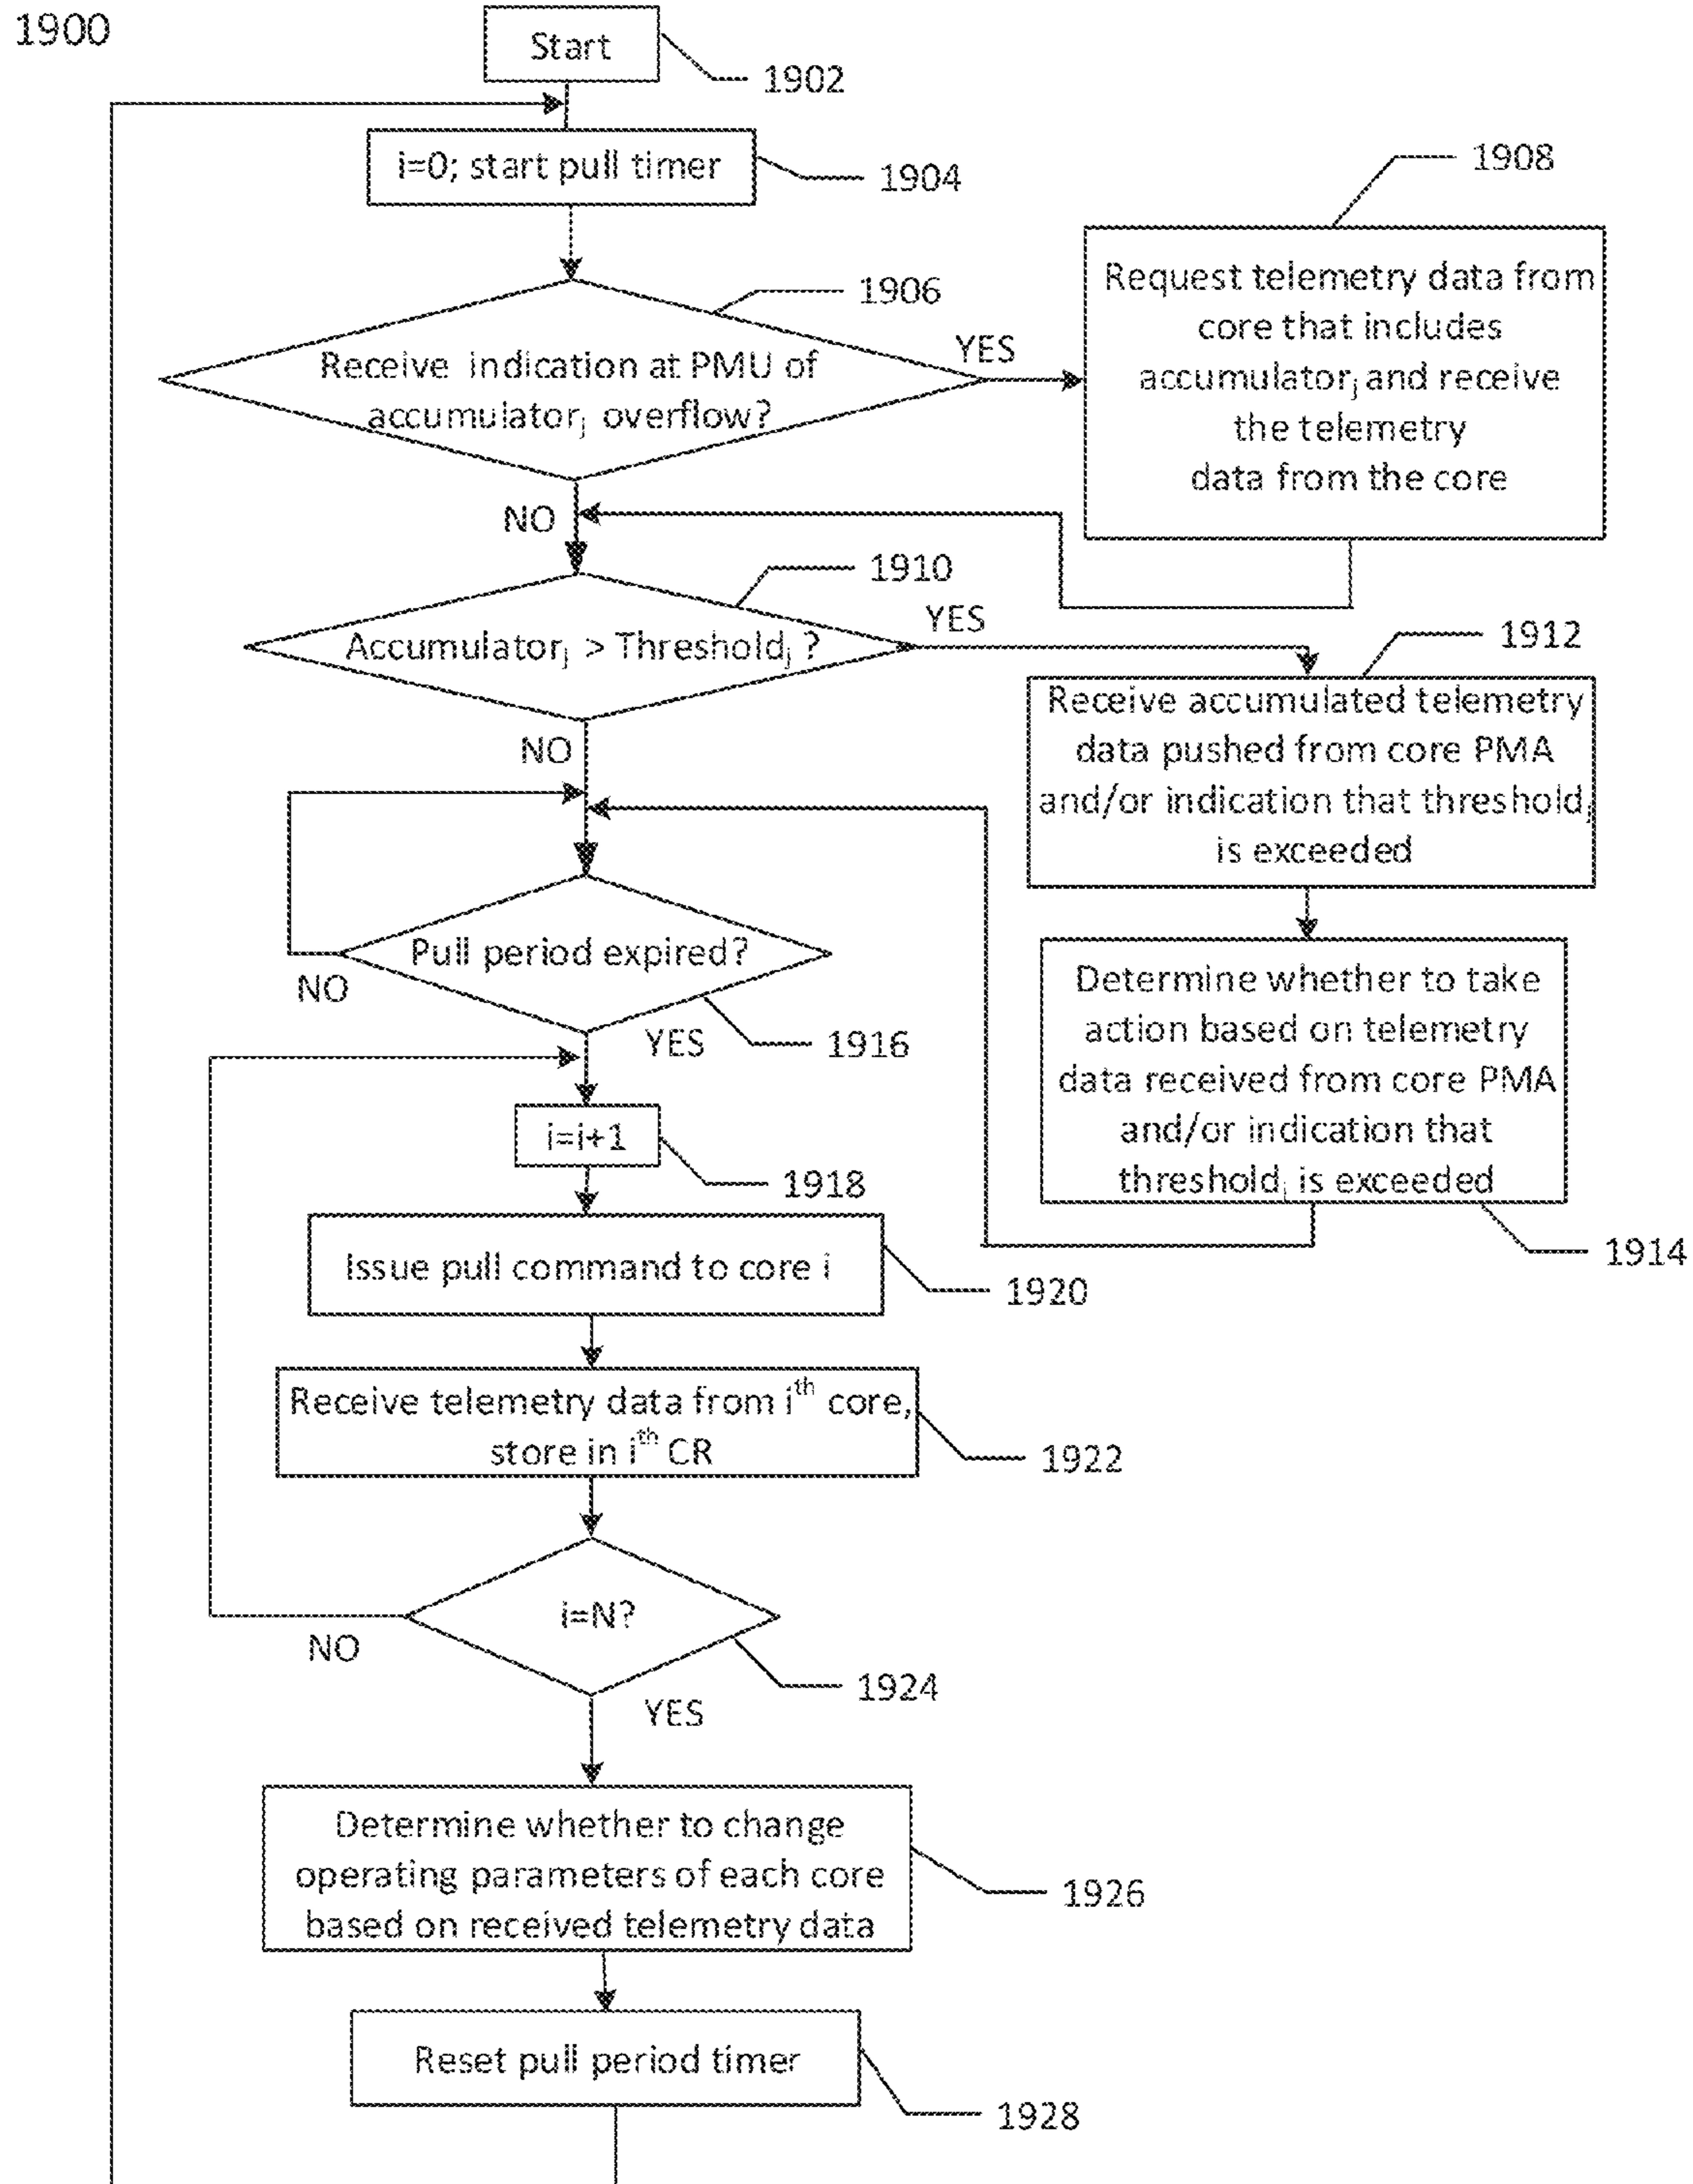 1900
Start
1902
i=0; start pull timer
1904
1906
Receive indication at PMU of
accumulatorj overflow?
YES
NO
1908
Request telemetry data from
core that includes
accumulatorj and receive
the telemetry
data from the core
1910
Accumulatorj > Thresholdj ?
YES
NO
1912
Receive accumulated telemetry
data pushed from core PMA
and/or indication that thresholdj
is exceeded
Determine whether to take
action based on telemetry
data received from core PMA
and/or indication that
thresholdj is exceeded
1914
Pull period expired?
NO
YES
1916
i=i+1
1918
Issue pull command to core i
1920
Receive telemetry data from ith core,
store in ith CR
1922
i=N?
NO
1924
YES
Determine whether to change
operating parameters of each core
based on received telemetry data
1926
Reset pull period timer
1928